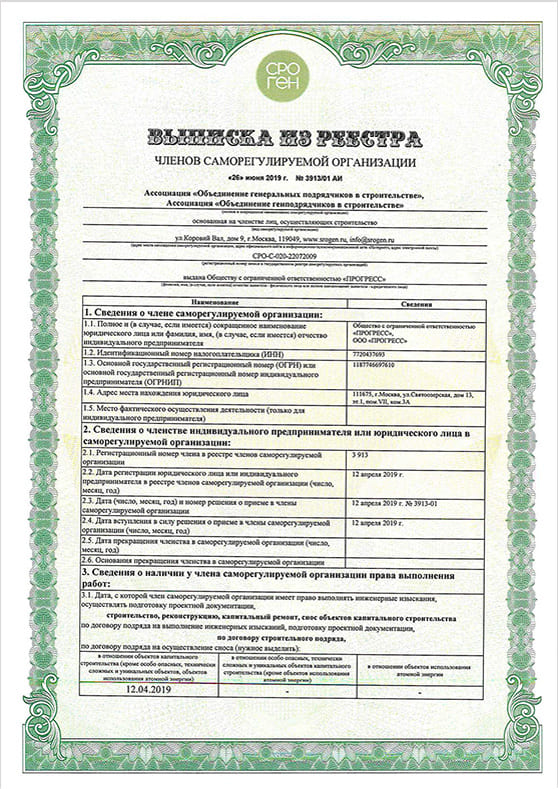 СРО
ГЕН
ВЫПИСКА ИЗ РЕЕСТРА
ЧЛЕНОВ САМОРЕГУЛИРУЕМОЙ ОРГАНИЗАЦИИ
«26» июня 2019 г. № 3913/01 АИ
Ассоциация «Объединение генеральных подрядчиков в строительстве»,
Ассоциация «Объединение генподрядчиков в строительстве»
(полное и сокращенное наименование саморегулируемой организации)
основанная на членстве лиц, осуществляющих строительство
(вид саморегулируемой организации)
ул.Коровий Вал, дом 9, г.Москва, 119049, www.srogen.ru, info@srogen.ru
СРО-С-020-22072009
(регистрационный номер записи в государственном реестре саморегулируемых организаций)
выдана Обществу с ограниченной ответственностью «ПРОГРЕСС»
Наименование Сведения
1. Сведения о члене саморегулируемой организации:
1.1. Полное и (в случае, если имеется) сокращенное наименование юридического лица или фамилия, имя, (в случае, если имеется) отчество индивидуального предпринимателя
Общество с ограниченной ответственностью
«ПРОГРЕСС»,
ООО «ПРОГРЕСС»
1.2. Идентификационный номер налогоплательщика (ИНН) 7720437693
1.3. Основной государственный регистрационный номер (ОГРН) или 1187746697610
основной государственный регистрационный номер индивидуального
предпринимателя (ОГРНИП)
1.4. Адрес места нахождения юридического лица
111675, г.Москва, ул.Святоозерская, дом 13,
эт.1, пом.VII, ком.3А
1.5. Место фактического осуществления деятельности (только для
индивидуального предпринимателя)
2. Сведения о членстве индивидуального предпринимателя или юридического лица в
саморегулируемой организации:
2.1. Регистрационный номер члена в реестре членов саморегулируемой 3 913
организации
2.2. Дата регистрации юридического лица или индивидуального 12 апреля 2019 г.
предпринимателя в реестре членов саморегулируемой организации (число,
месяц, год)
2.3. Дата (число, месяц, год) и номер решения о приеме в члены 12 апреля 2019 г. № 3913-01
саморегулируемой организации
2.4. Дата вступления в силу решения о приеме в члены саморегулируемой 12 апреля 2019 г.
организации (число, месяц, год)
2.5. Дата прекращения членства в саморегулируемой организации (число,
месяц, год)
2.6. Основания прекращения членства в саморегулируемой организации
3. Сведения о наличии у члена саморегулируемой организации права выполнения
работ:
3.1. Дата, с которой член саморегулируемой организации имеет право выполнять инженерные изыскания,
осуществлять подготовку проектной документации,
строительство, реконструкцию, капитальный ремонт, снос объектов капитального строительства
по договору подряда на выполнение инженерных изысканий, подготовку проектной документации,
по договору строительного подряда,
по договору подряда на осуществление сноса (нужное выделить):
в отношении объектов капитального
строительства (кроме особо опасных, технически
сложных и уникальных объектов, объектов
использования атомной энергии)
в отношении особо опасных, технически
сложных и уникальных объектов капитального
строительства (кроме объектов использования
атомной энергии)
в отношении объектов использования
атомной энергии
12.04.2019 - -